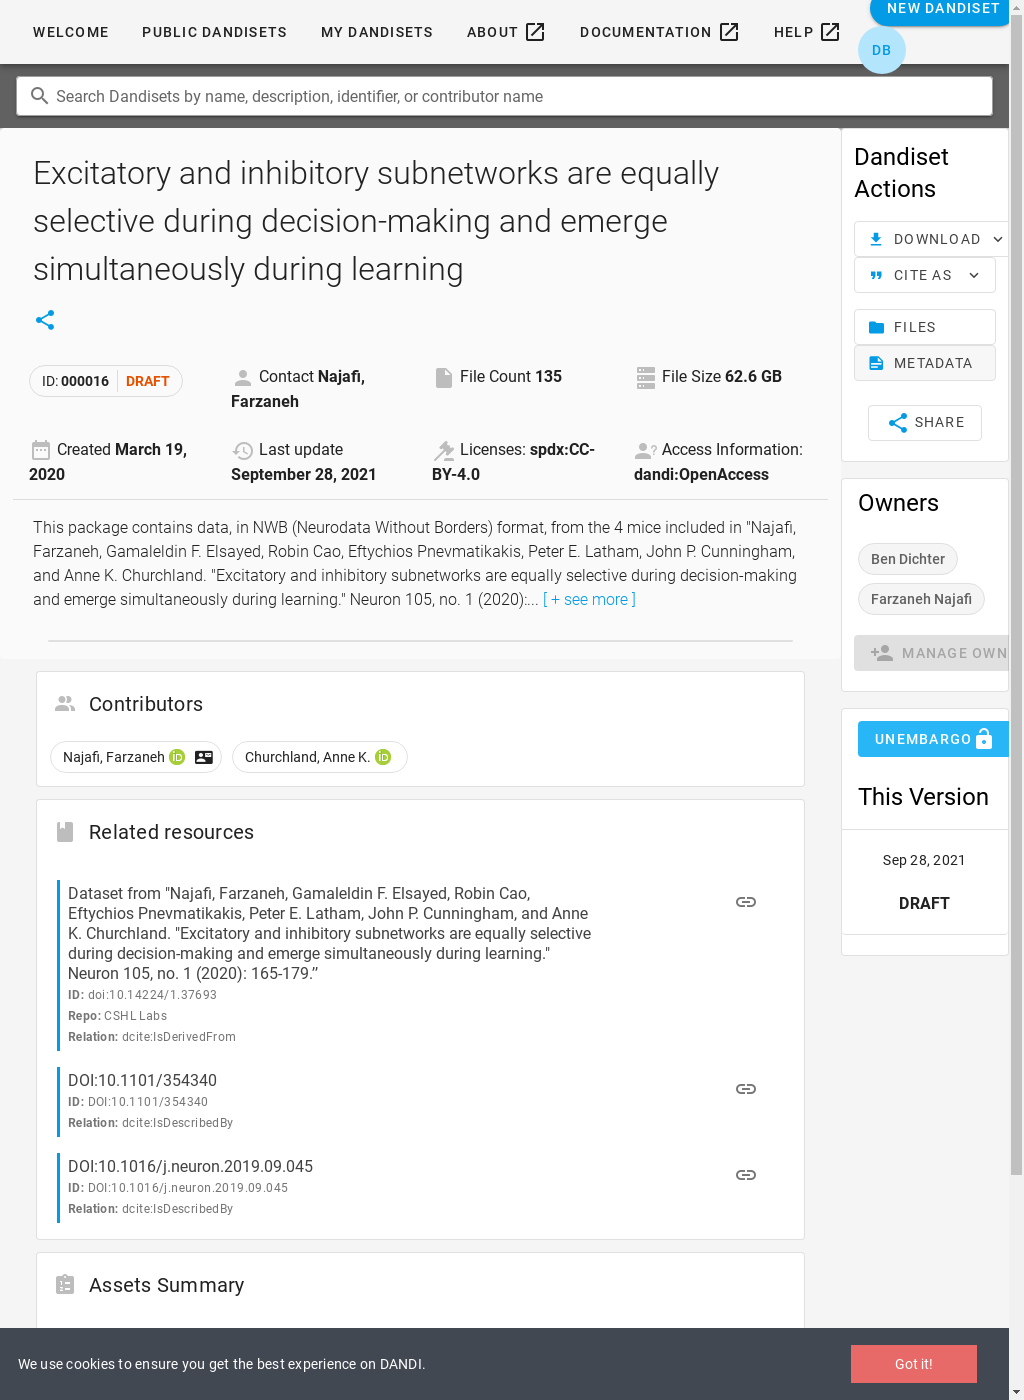 WELCOME
PUBLIC DANDISETS
MY DANDISETS
ABOUT
DOCUMENTATION
HELP
NEW DANDISET
DB
Search Dandisets by name, description, identifier, or contributor name
Excitatory and inhibitory subnetworks are equally
selective during decision-making and emerge
simultaneously during learning
ID: 000016 DRAFT
Contact Najafi,
Farzaneh
File Count 135
File Size 62.6 GB
Created March 19,
2020
Last update
September 28, 2021
Licenses: spdx:CC-
BY-4.0
Access Information:
dandi:OpenAccess
This package contains data, in NWB (Neurodata Without Borders) format, from the 4 mice included in "Najafi,
Farzaneh, Gamaleldin F. Elsayed, Robin Cao, Eftychios Pnevmatikakis, Peter E. Latham, John P. Cunningham,
and Anne K. Churchland. "Excitatory and inhibitory subnetworks are equally selective during decision-making
and emerge simultaneously during learning." Neuron 105, no. 1 (2020):... [ + see more ]
Contributors
Najafi, Farzaneh
Churchland, Anne K.
Related resources
Dataset from "Najafi, Farzaneh, Gamaleldin F. Elsayed, Robin Cao,
Eftychios Pnevmatikakis, Peter E. Latham, John P. Cunningham, and Anne
K. Churchland. "Excitatory and inhibitory subnetworks are equally selective
during decision-making and emerge simultaneously during learning."
Neuron 105, no. 1 (2020): 165-179.”
ID: doi:10.14224/1.37693
Repo: CSHL Labs
Relation: dcite:IsDerivedFrom
DOI:10.1101/354340
ID: DOI:10.1101/354340
Relation: dcite:IsDescribedBy
DOI:10.1016/j.neuron.2019.09.045
ID: DOI:10.1016/j.neuron.2019.09.045
Relation: dcite:IsDescribedBy
Assets Summary
Dandiset
Actions
DOWNLOAD
CITE AS
FILES
METADATA
SHARE
Owners
Ben Dichter
Farzaneh Najafi
MANAGE OWN
UNEMBARGO
This Version
Sep 28, 2021
DRAFT
We use cookies to ensure you get the best experience on DANDI.
Got it!